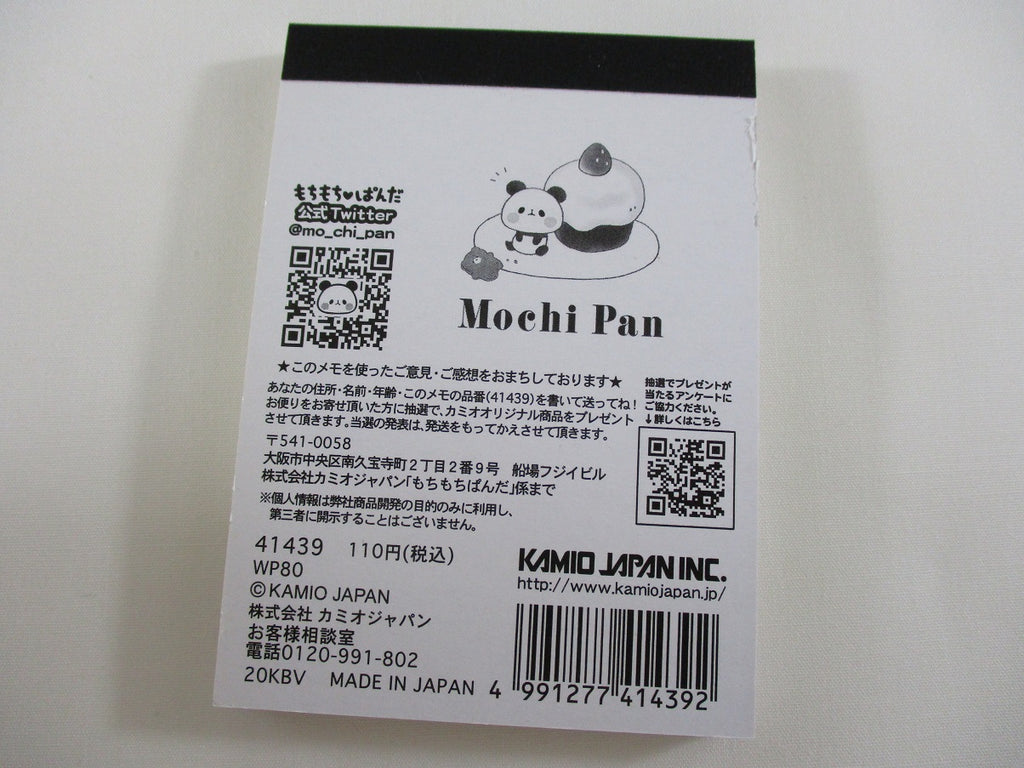 もちもち♥ぱんだ
公式Twitter
@mo_chi_pan
Mochi Pan
★このメモを使ったご意見・ご感想をおまちしております★
あなたの住所・名前・年齢・このメモの品番(41439)を書いて送ってね!
お便りをお寄せ頂いた方に抽選で、カミオオリジナル商品をプレゼント
させて頂きます。当選の発表は、発送をもってかえさせて頂きます。
〒541-0058
大阪市中央区南久宝寺町2丁目2番9号 船場フジイビル
株式会社カミオジャパン「もちもちぱんだ」係まで
※個人情報は弊社商品開発の目的のみに利用し、
第三者に開示することはございません。
抽選でプレゼントが
当たるアンケートに
ご協力ください。
↓詳しくはこちら
41439 110円(税込)
WP80
©KAMIO JAPAN
株式会社 カミオジャパン
お客様相談室
電話0120-991-802
20KBV MADE IN JAPAN
KAMIO JAPAN INC.
http://www.kamiojapan.jp/
4 991277 414392